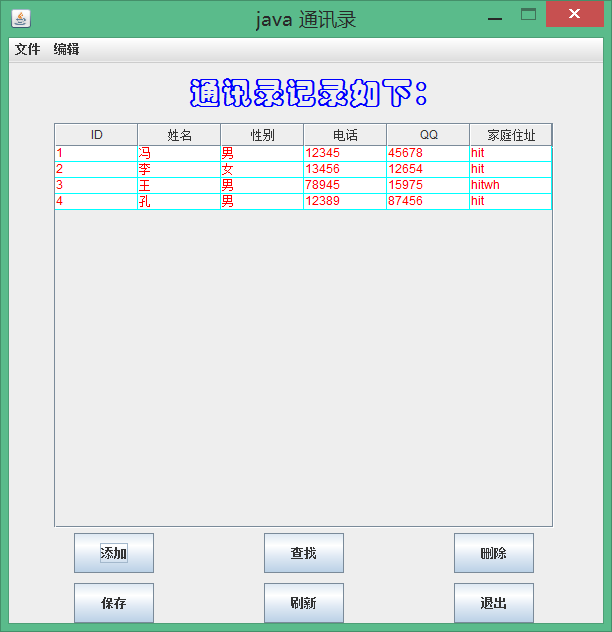 java 通讯录
文件 编辑
通讯录记录如下：
ID 姓名 性别 电话 QQ 家庭住址
1 冯 男 12345 45678 hit
2 李 女 13456 12654 hit
3 王 男 78945 15975 hitwh
4 孔 男 12389 87456 hit
添加 查找 删除
保存 刷新 退出